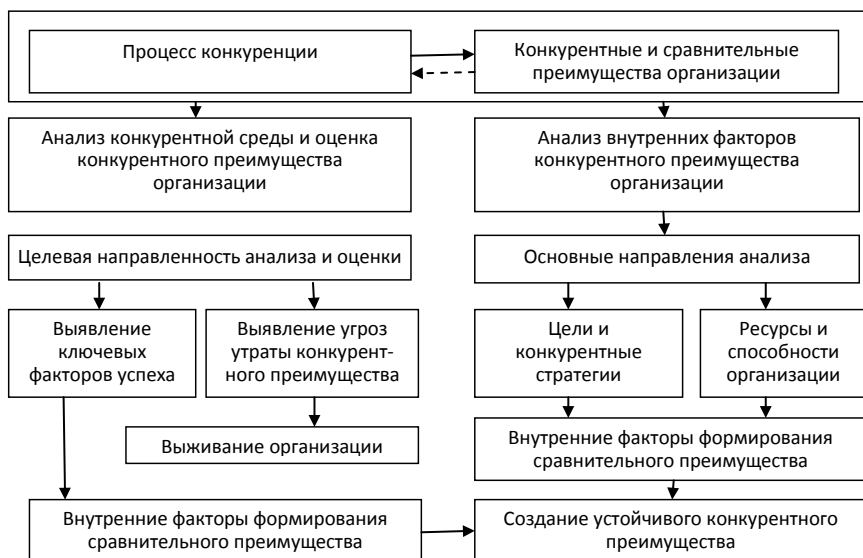 Процесс конкуренции
Конкурентные и сравнительные
преимущества организации
Анализ конкурентной среды и оценка
конкурентного преимущества
организации
Анализ внутренних факторов
конкурентного преимущества
организации
Целевая направленность анализа и оценки
Основные направления анализа
Выявление
ключевых
факторов успеха
Выявление угроз
утраты конкурент-
ного преимущества
Цели и
конкурентные
стратегии
Ресурсы и
способности
организации
Выживание организации
Внутренние факторы формирования
сравнительного преимущества
Внутренние факторы формирования
сравнительного преимущества
Создание устойчивого конкурентного
преимущества